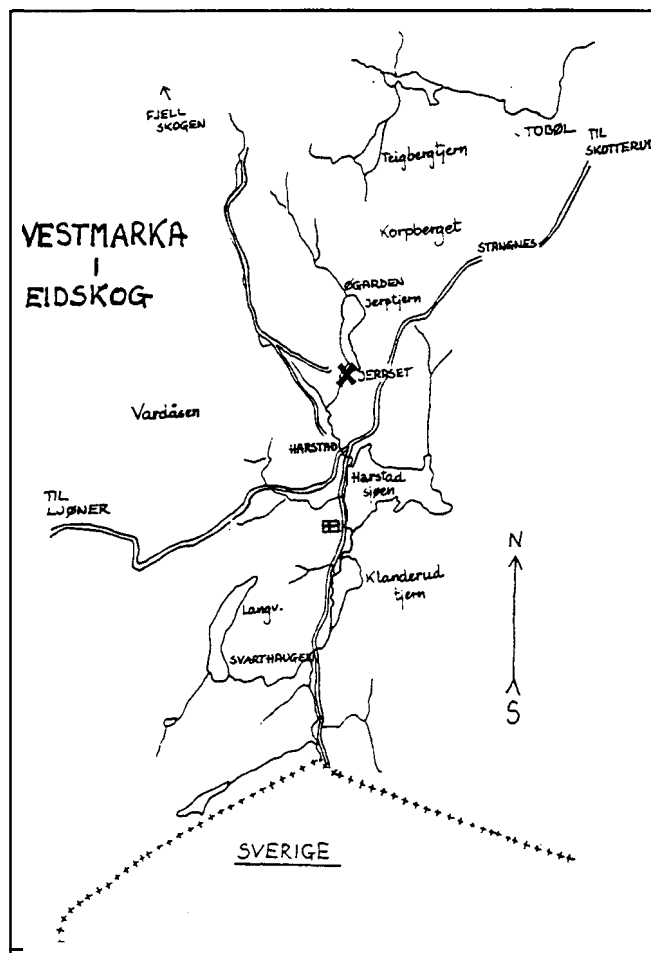 FJELL
SKOGEN
TOBØL
TIL
SKOTTERUD
Teigbergtjern
VESTMARKA
I
EIDSKOG
Korpberget
STANGNES
ØGARDEN
Jerptjern
JERPSET
Vardåsen
HARSTAD
Harstad
sjøen
TIL
LJØNER
N
Klanderud
tjern
Langv.
SVARTHAUGEN
S
SVERIGE